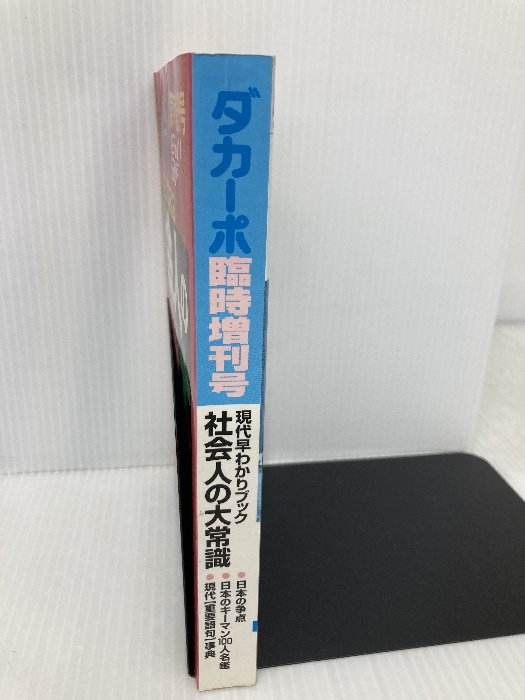 ダカーポ
臨時増刊号
現代早わかりブック
社会人の大常識
●日本の争点
●日本のキーマン100人名鑑
●現代「重要語句」事典